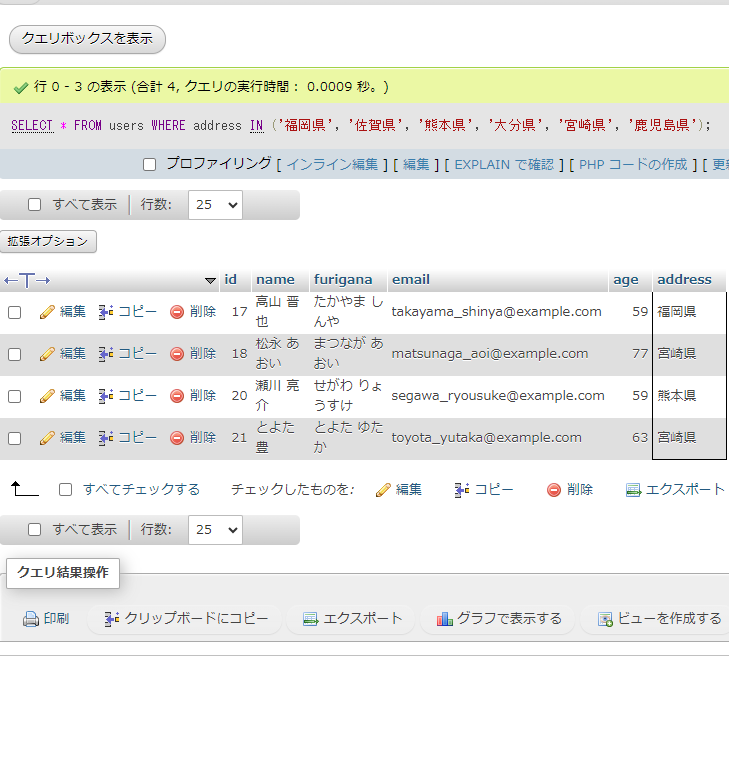 クエリボックスを表示
行 0 - 3 の表示 (合計 4, クエリの実行時間： 0.0009 秒。)
SELECT * FROM users WHERE address IN ('福岡県', '佐賀県', '熊本県', '大分県', '宮崎県', '鹿児島県');
プロファイリング [ インライン編集 ] [ 編集 ] [ EXPLAIN で確認 ] [ PHP コードの作成 ] [ 更新
すべて表示 行数: 25
拡張オプション
←T→ id name furigana email age address
編集 コピー 削除 17 高山 晋 たかやま し takayama_shinya@example.com 59 福岡県
也 んや
編集 コピー 削除 18 松永 あ まつなが あ matsunaga_aoi@example.com 77 宮崎県
おい おい
編集 コピー 削除 20 瀬川 亮 せがわ りょ segawa_ryousuke@example.com 59 熊本県
介 うすけ
編集 コピー 削除 21 とよた とよた ゆた toyota_yutaka@example.com 63 宮崎県
豊 か
すべてチェックする チェックしたものを: 編集 コピー 削除 エクスポート
すべて表示 行数: 25
クエリ結果操作
印刷 クリップボードにコピー エクスポート グラフで表示する ビューを作成する